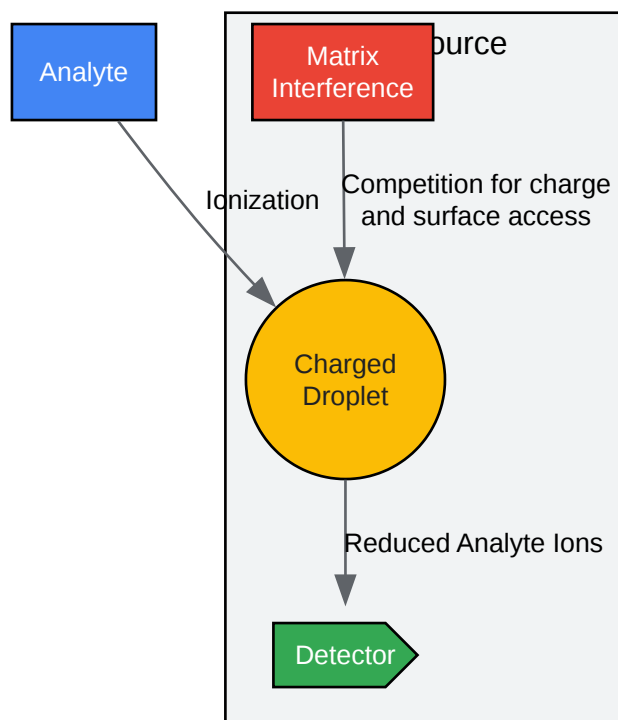 Analyte
Matrix
Interference
Ionization
Competition for charge
and surface access
Charged
Droplet
Reduced Analyte Ions
Detector